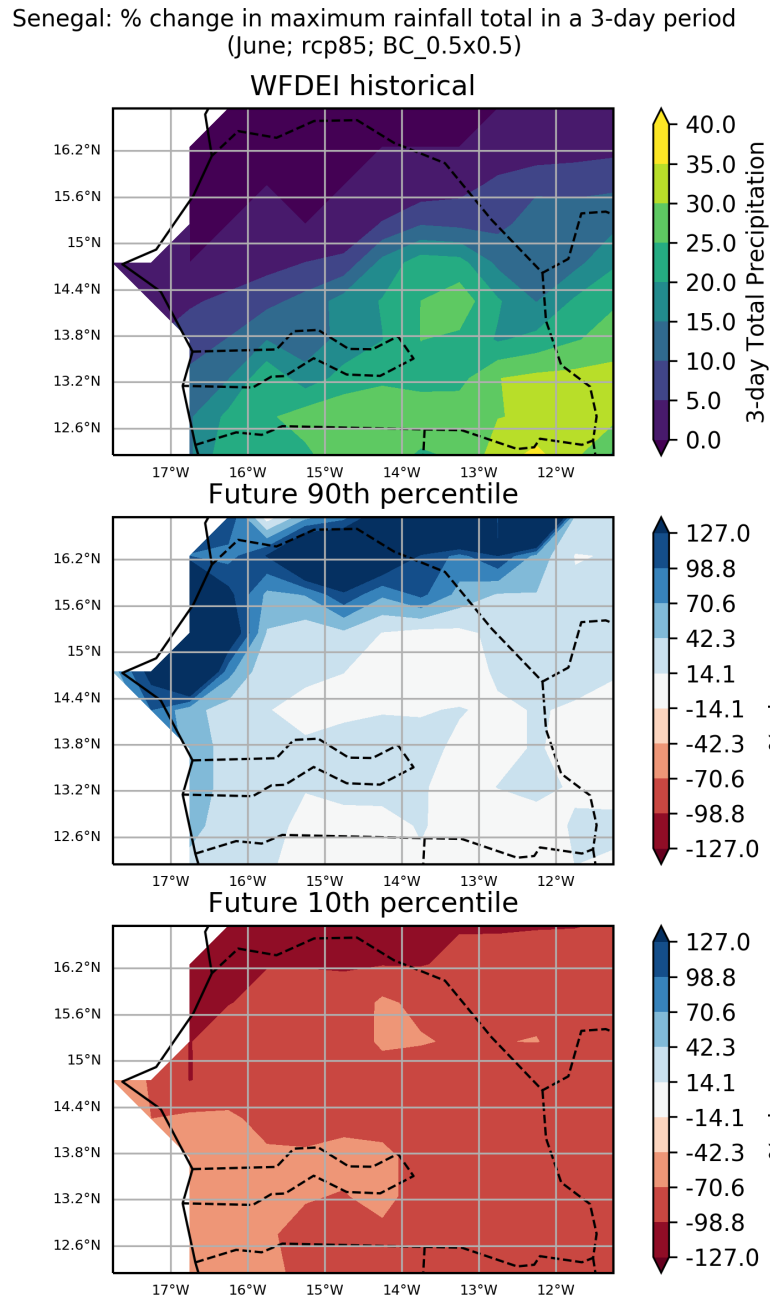 Senegal: % change in maximum rainfall total in a 3-day period
(June; rcp85; BC_0.5x0.5)
WFDEI historical
16.2°N
15.6°N
15°N
14.4°N
13.8°N
13.2°N
12.6°N
17°W 16°W 15°W 14°W 13°W 12°W
40.0
35.0
30.0
25.0
20.0
15.0
10.0
5.0
0.0
3-day Total Precipitation
Future 90th percentile
16.2°N
15.6°N
15°N
14.4°N
13.8°N
13.2°N
12.6°N
17°W 16°W 15°W 14°W 13°W 12°W
127.0
98.8
70.6
42.3
14.1
-14.1
-42.3
-70.6
-98.8
-127.0
Future 10th percentile
16.2°N
15.6°N
15°N
14.4°N
13.8°N
13.2°N
12.6°N
17°W 16°W 15°W 14°W 13°W 12°W
127.0
98.8
70.6
42.3
14.1
-14.1
-42.3
-70.6
-98.8
-127.0